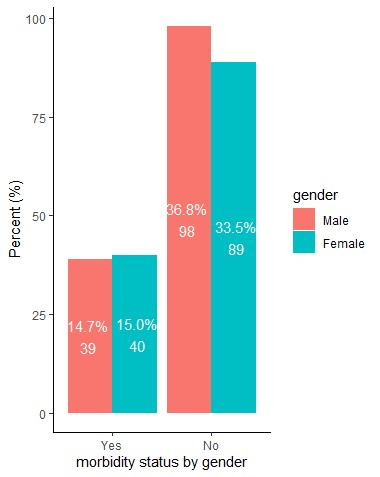 100
75
50
25
0
Percent (%)
36.8%
98
33.5%
89
14.7%
39
15.0%
40
Yes
No
morbidity status by gender
gender
Male
Female